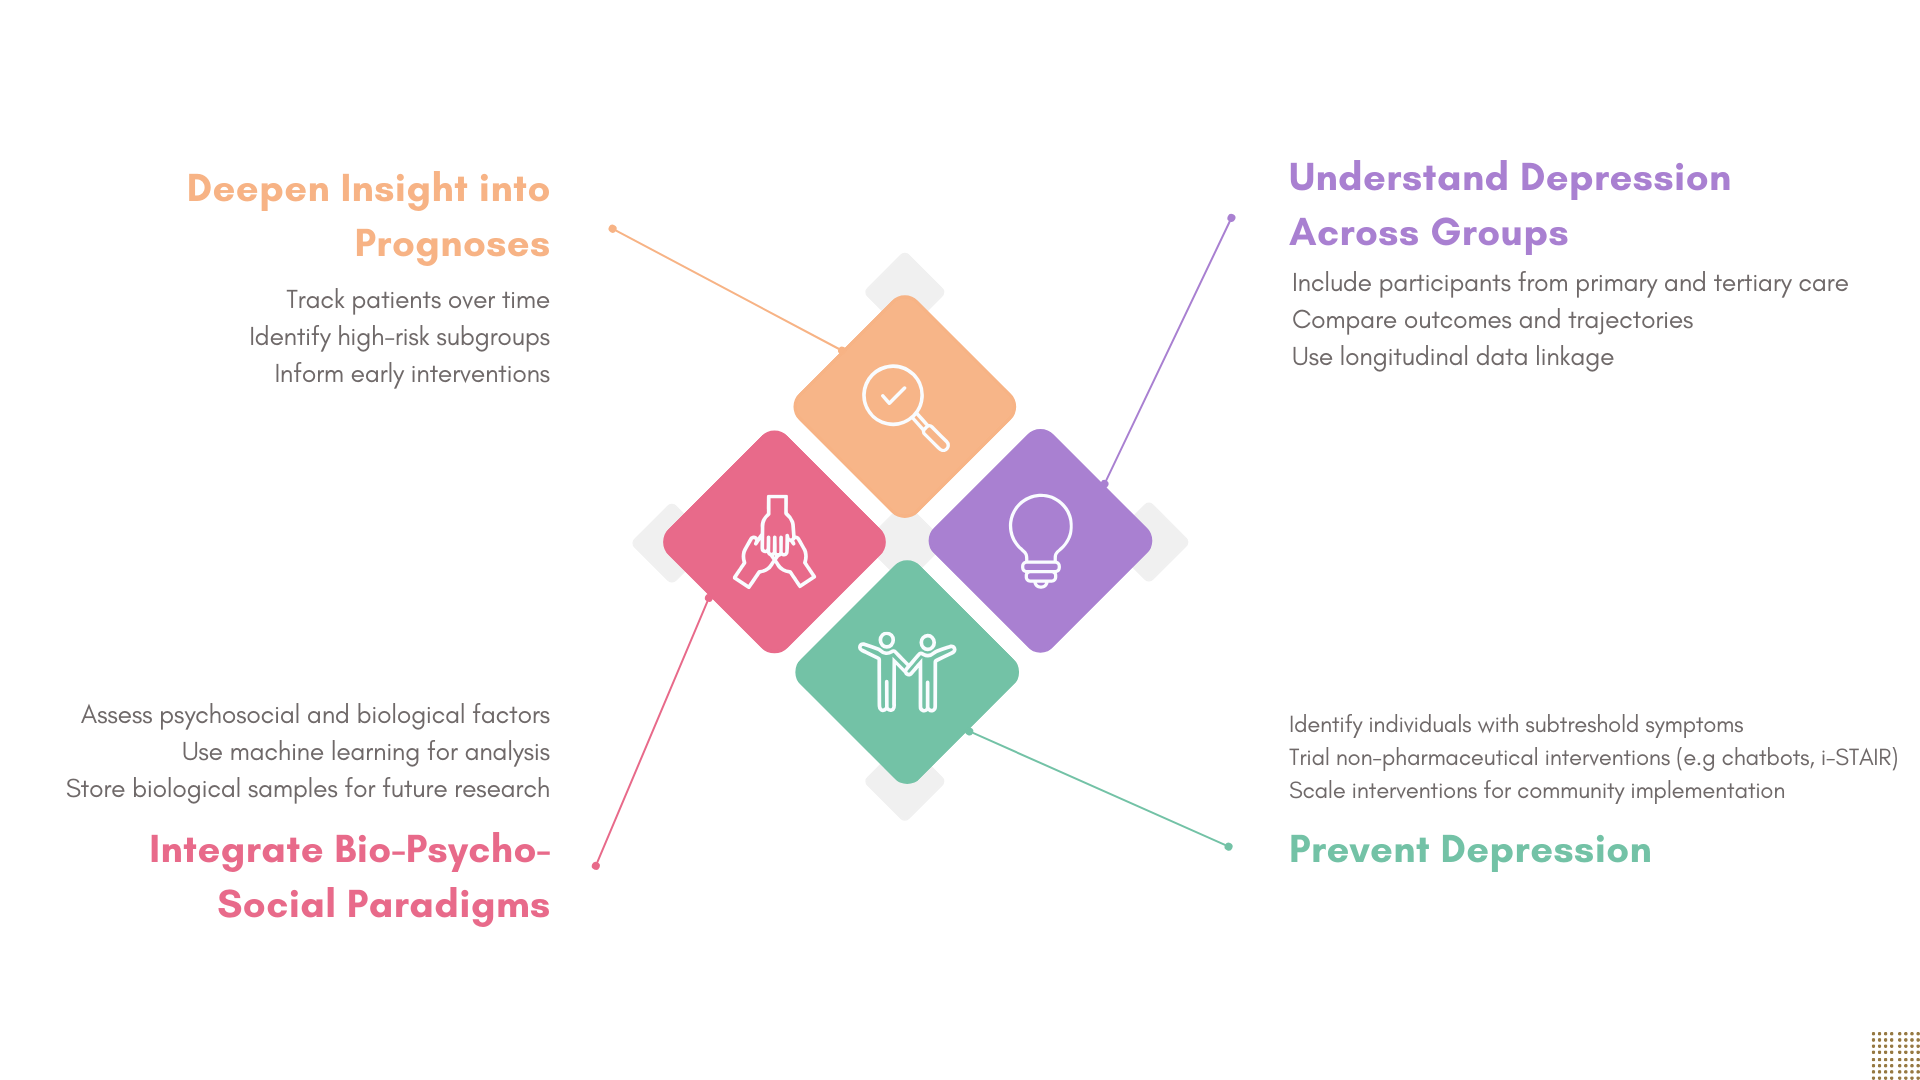 Deepen Insight into
Prognoses
Track patients over time
Identify high-risk subgroups
Inform early interventions
Understand Depression
Across Groups
Include participants from primary and tertiary care
Compare outcomes and trajectories
Use longitudinal data linkage
Assess psychosocial and biological factors
Use machine learning for analysis
Store biological samples for future research
Integrate Bio-Psycho-
Social Paradigms
Identify individuals with subtreshold symptoms
Trial non-pharmaceutical interventions (e.g chatbots, i-STAIR)
Scale interventions for community implementation
Prevent Depression